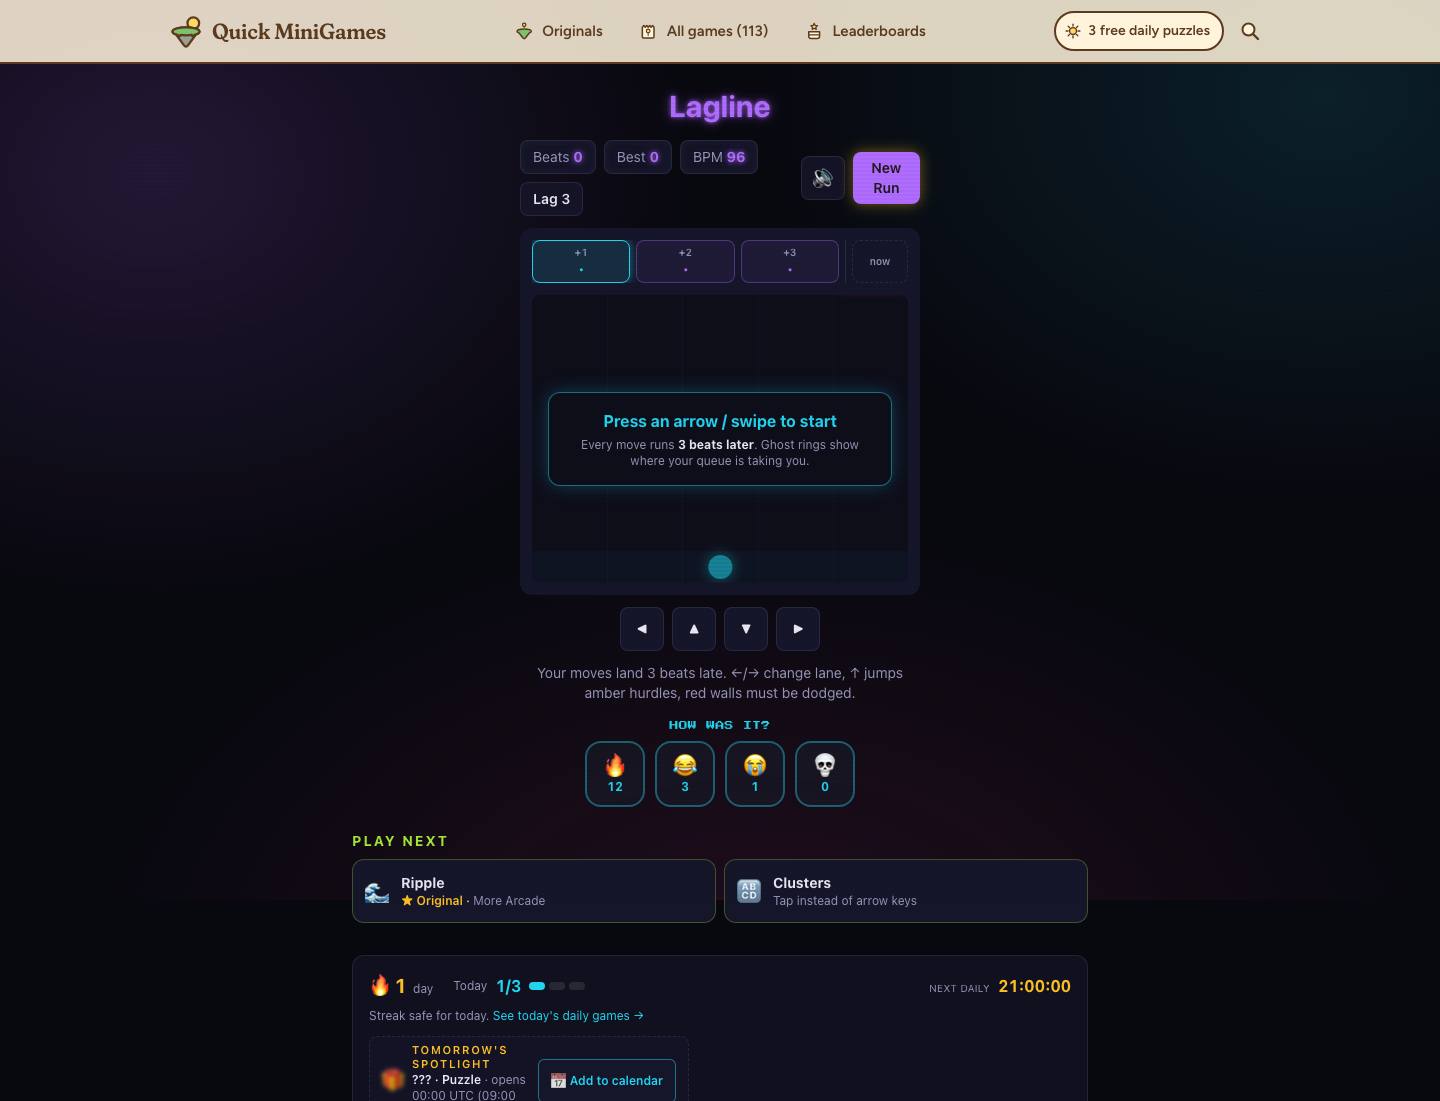 Quick MiniGames
Originals
All games (113)
Leaderboards
3 free daily puzzles
Lagline
Beats 0
Best 0
BPM 96
Lag 3
New
Run
+1
+2
+3
now
Press an arrow / swipe to start
Every move runs 3 beats later. Ghost rings show
where your queue is taking you.
◄
▲
▼
►
Your moves land 3 beats late. ←/→ change lane, ↑ jumps
amber hurdles, red walls must be dodged.
HOW WAS IT?
12
3
1
0
PLAY NEXT
Ripple
★ Original · More Arcade
ABCD
Clusters
Tap instead of arrow keys
1 day
Today 1/3
NEXT DAILY 21:00:00
Streak safe for today. See today's daily games →
TOMORROW'S
SPOTLIGHT
??? · Puzzle · opens
00:00 UTC (09:00
Add to calendar